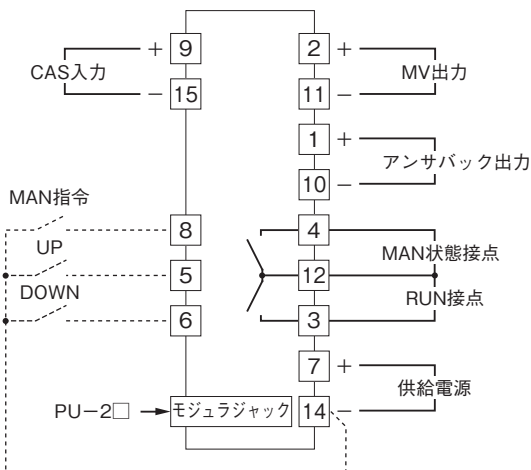 + 9 2 +
CAS入力 MV出力
− 15 11 −
1 +
アンサバック出力
10 −
MAN指令
8 4
UP MAN状態接点
5 12
DOWN RUN接点
6 3
7 +
供給電源
PU−2□ モジュラジャック 14 −